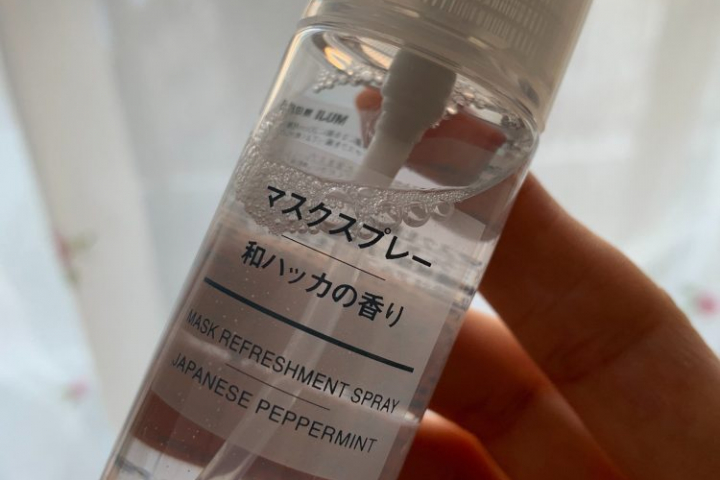 マスクスプレー
和ハッカの香り
MASK REFRESHMENT SPRAY
JAPANESE PEPPERMINT
MUJI